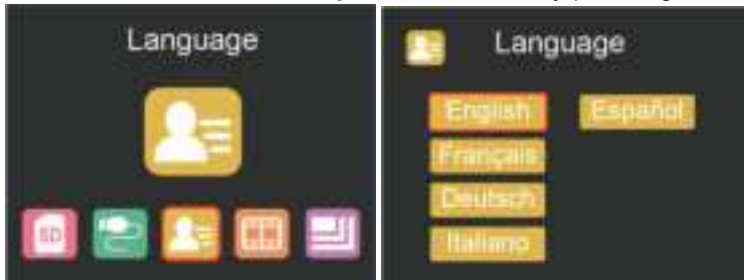 Language
SD
Language
English
Español
Français
Deutsch
Italiano